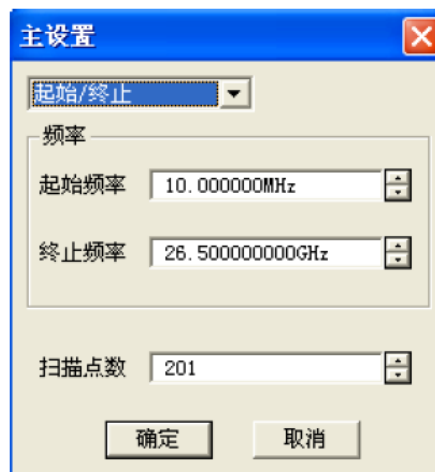 主设置
起始/终止
频率
起始频率 10.000000MHz
终止频率 26.500000000GHz
扫描点数 201
确定 取消